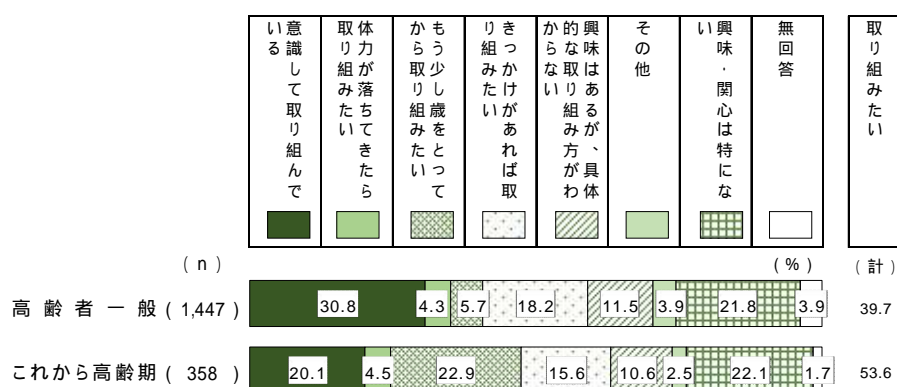 意識して取り組んでいる
体力が落ちてきたら取り組みたい
もう少し歳をとってから取り組みたい
きっかけがあれば取り組みたい
興味はあるが、具体的な取り組み方がわからない
その他
興味・関心は特にない
無回答
取り組みたい
(n)
(%)
(計)
高齢者一般 (1,447) 30.8 4.3 5.7 18.2 11.5 3.9 21.8 3.9 39.7
これから高齢期 ( 358 ) 20.1 4.5 22.9 15.6 10.6 2.5 22.1 1.7 53.6